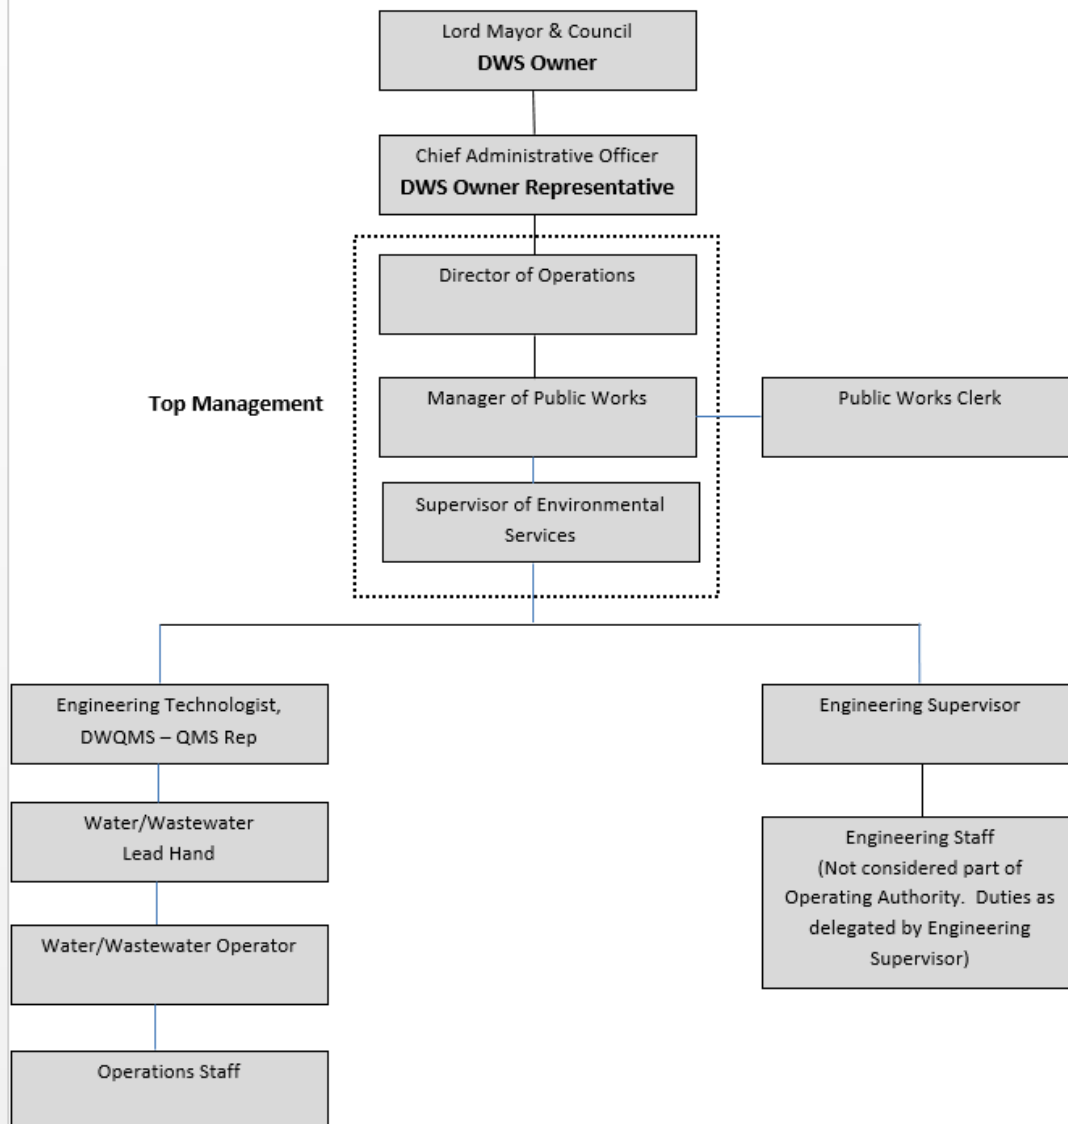 Lord Mayor & Council
DWS Owner
Chief Administrative Officer
DWS Owner Representative
Director of Operations
Top Management
Manager of Public Works
Public Works Clerk
Supervisor of Environmental
Services
Engineering Technologist,
DWQMS – QMS Rep
Engineering Supervisor
Water/Wastewater
Lead Hand
Engineering Staff
(Not considered part of
Operating Authority.  Duties as
delegated by Engineering
Supervisor)
Water/Wastewater Operator
Operations Staff